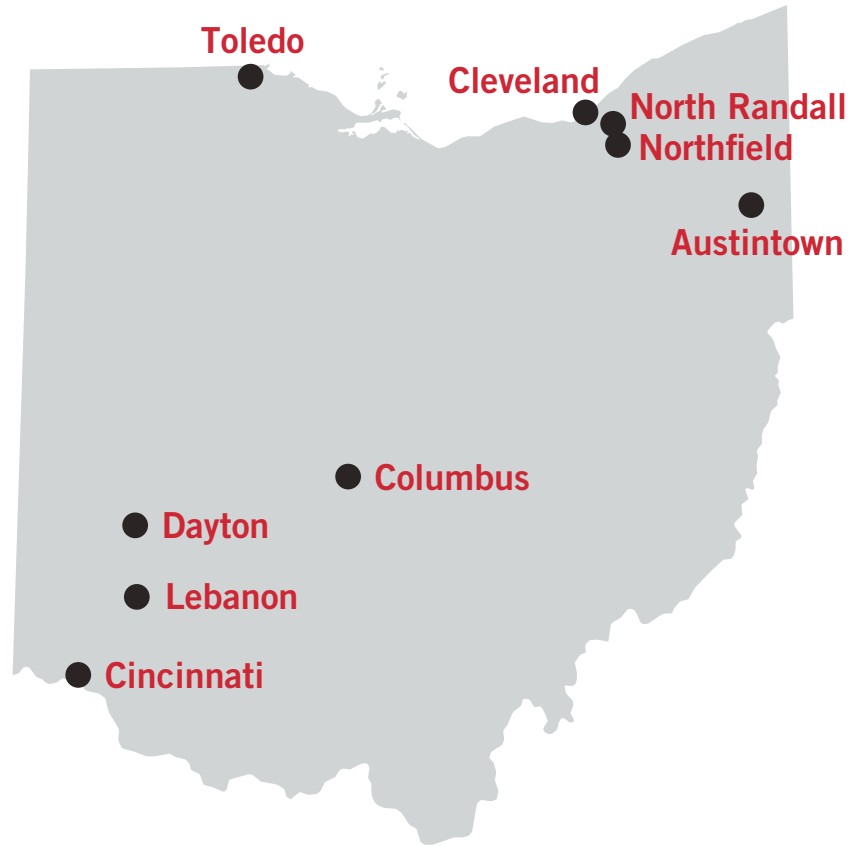 Toledo
Cleveland
North Randall
Northfield
Austintown
Columbus
Dayton
Lebanon
Cincinnati